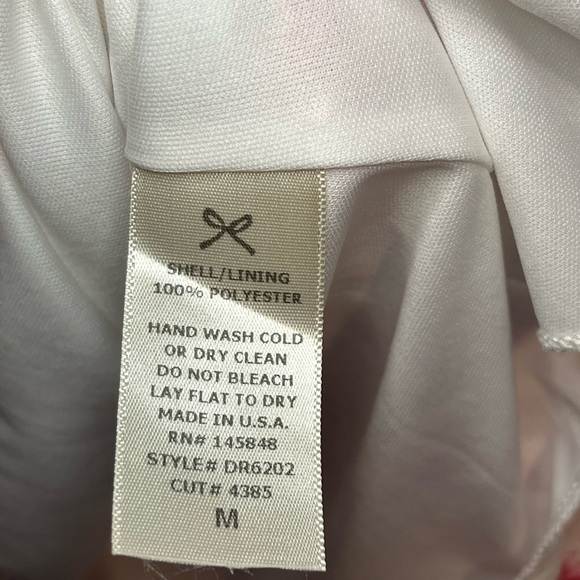 SHELL/LINING
100% POLYESTER
HAND WASH COLD
OR DRY CLEAN
DO NOT BLEACH
LAY FLAT TO DRY
MADE IN U.S.A.
RN# 145848
STYLE# DR6202
CUT# 4385
M